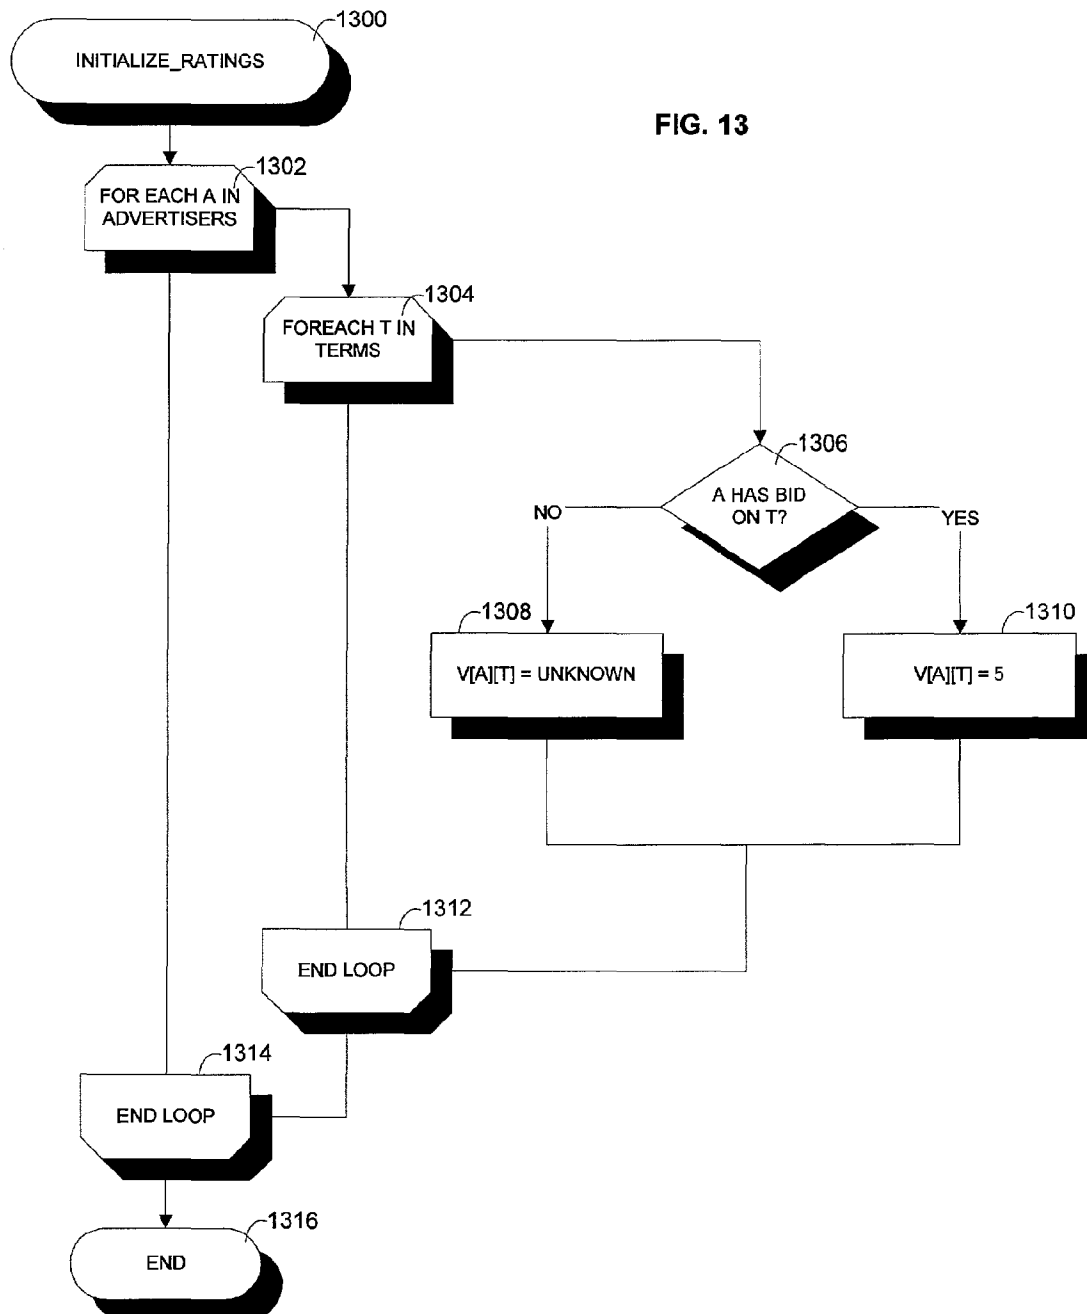 1300
INITIALIZE_RATINGS
FIG. 13
1302
FOR EACH A IN
ADVERTISERS
1304
FOREACH T IN
TERMS
1306
A HAS BID
ON T?
NO
YES
1308
V[A][T] = UNKNOWN
1310
V[A][T] = 5
1312
END LOOP
1314
END LOOP
1316
END